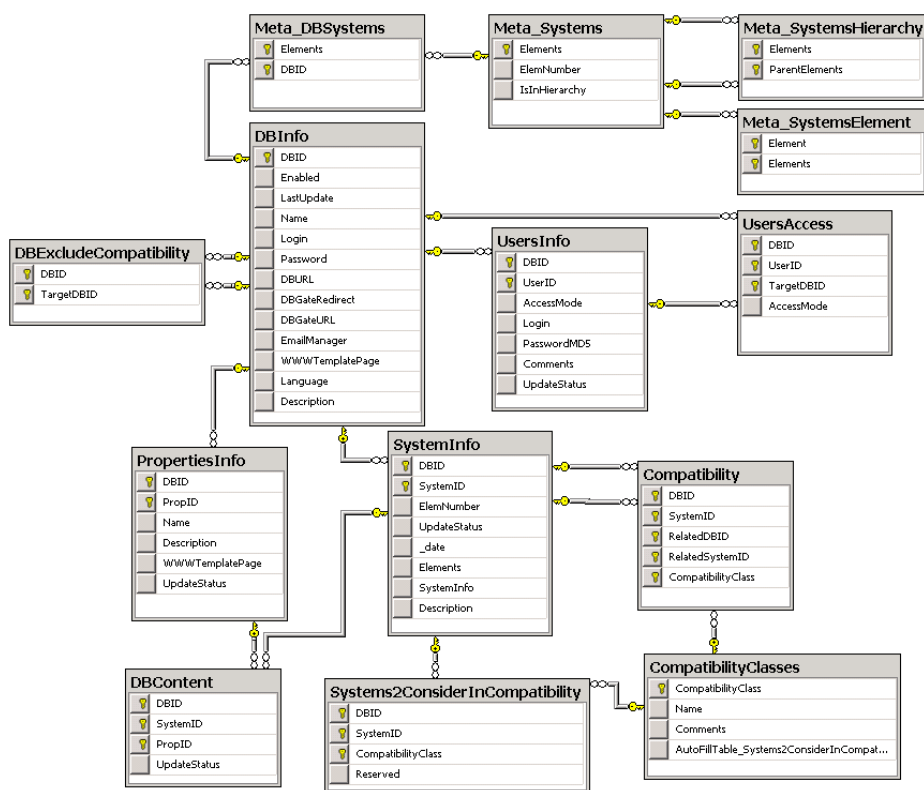 Meta_DBSystems
Elements
DBID
Meta_Systems
Elements
ElemNumber
IsInHierarchy
Meta_SystemsHierarchy
Elements
ParentElements
Meta_SystemsElement
Element
Elements
DBInfo
DBID
Enabled
LastUpdate
Name
Login
Password
DBURL
DBGateRedirect
DBGateURL
EmailManager
WWWTemplatePage
Language
Description
DBExcludeCompatibility
DBID
TargetDBID
UsersInfo
DBID
UserID
AccessMode
Login
PasswordMD5
Comments
UpdateStatus
UsersAccess
DBID
UserID
TargetDBID
AccessMode
PropertiesInfo
DBID
PropID
Name
Description
WWWTemplatePage
UpdateStatus
SystemInfo
DBID
SystemID
ElemNumber
UpdateStatus
_date
Elements
SystemInfo
Description
Compatibility
DBID
SystemID
RelatedDBID
RelatedSystemID
CompatibilityClass
DBContent
DBID
SystemID
PropID
UpdateStatus
Systems2ConsiderInCompatibility
DBID
SystemID
CompatibilityClass
Reserved
CompatibilityClasses
CompatibilityClass
Name
Comments
AutoFillTable_Systems2ConsiderInCompat...